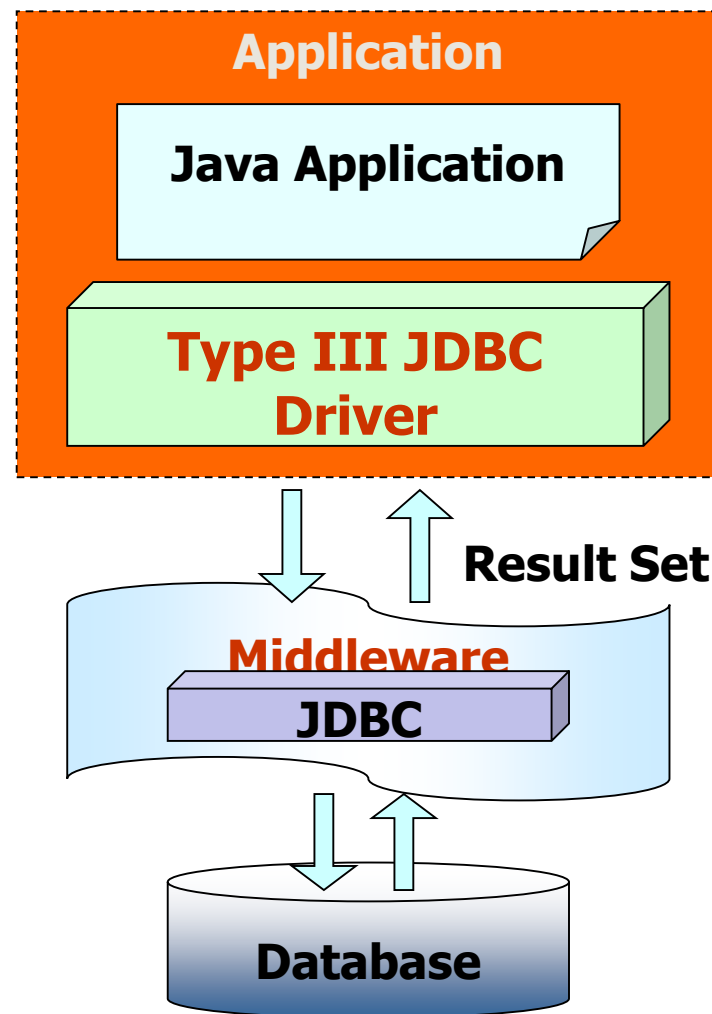 Application
Java Application
Type III JDBC
Driver
Result Set
Middleware
JDBC
Database